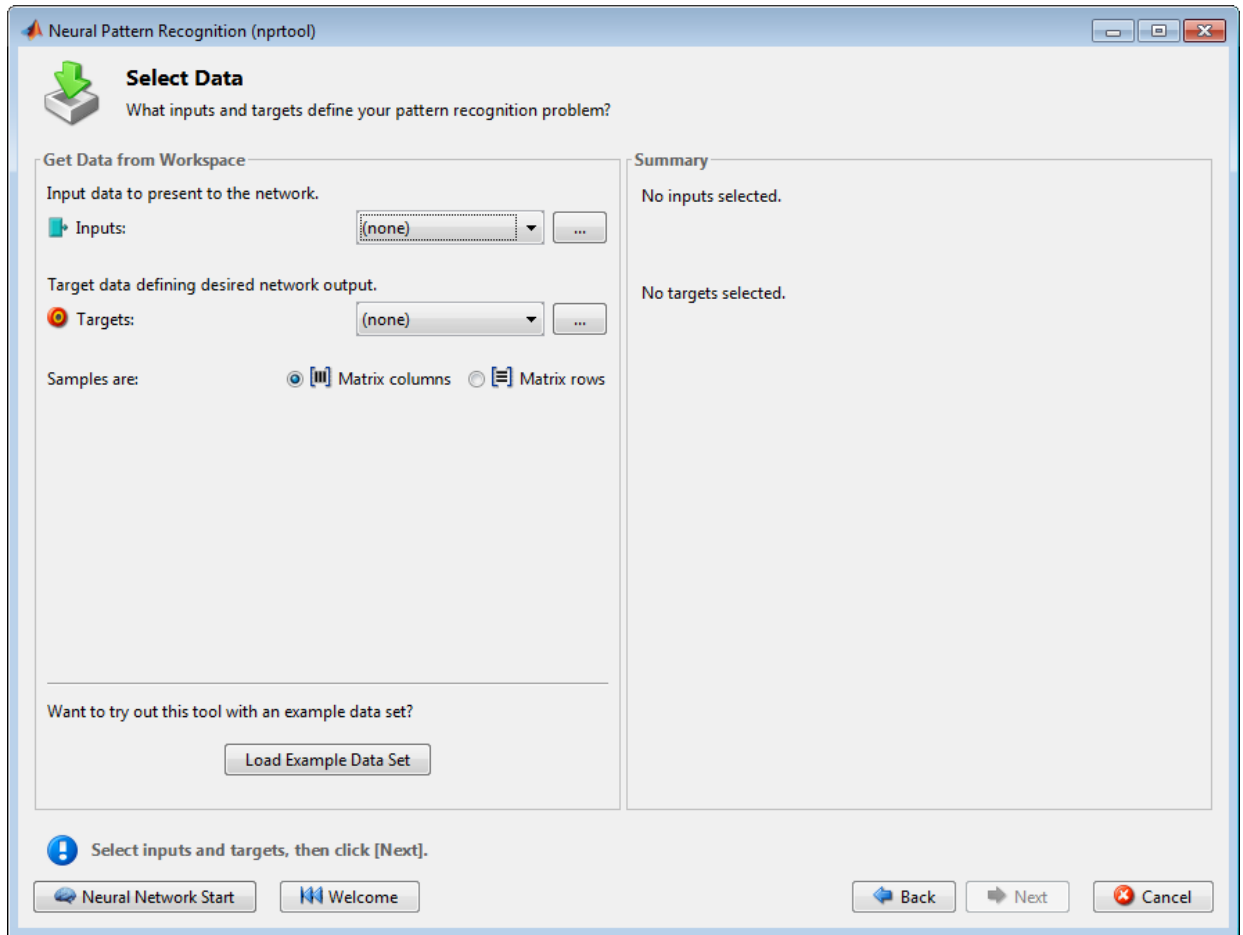 Neural Pattern Recognition (nprtool)
Select Data
What inputs and targets define your pattern recognition problem?
Get Data from Workspace
Input data to present to the network.
Inputs: (none) ...
Target data defining desired network output.
Targets: (none) ...
Samples are: Matrix columns Matrix rows
Want to try out this tool with an example data set?
Load Example Data Set
Summary
No inputs selected.
No targets selected.
Select inputs and targets, then click [Next].
Neural Network Start Welcome Back Next Cancel